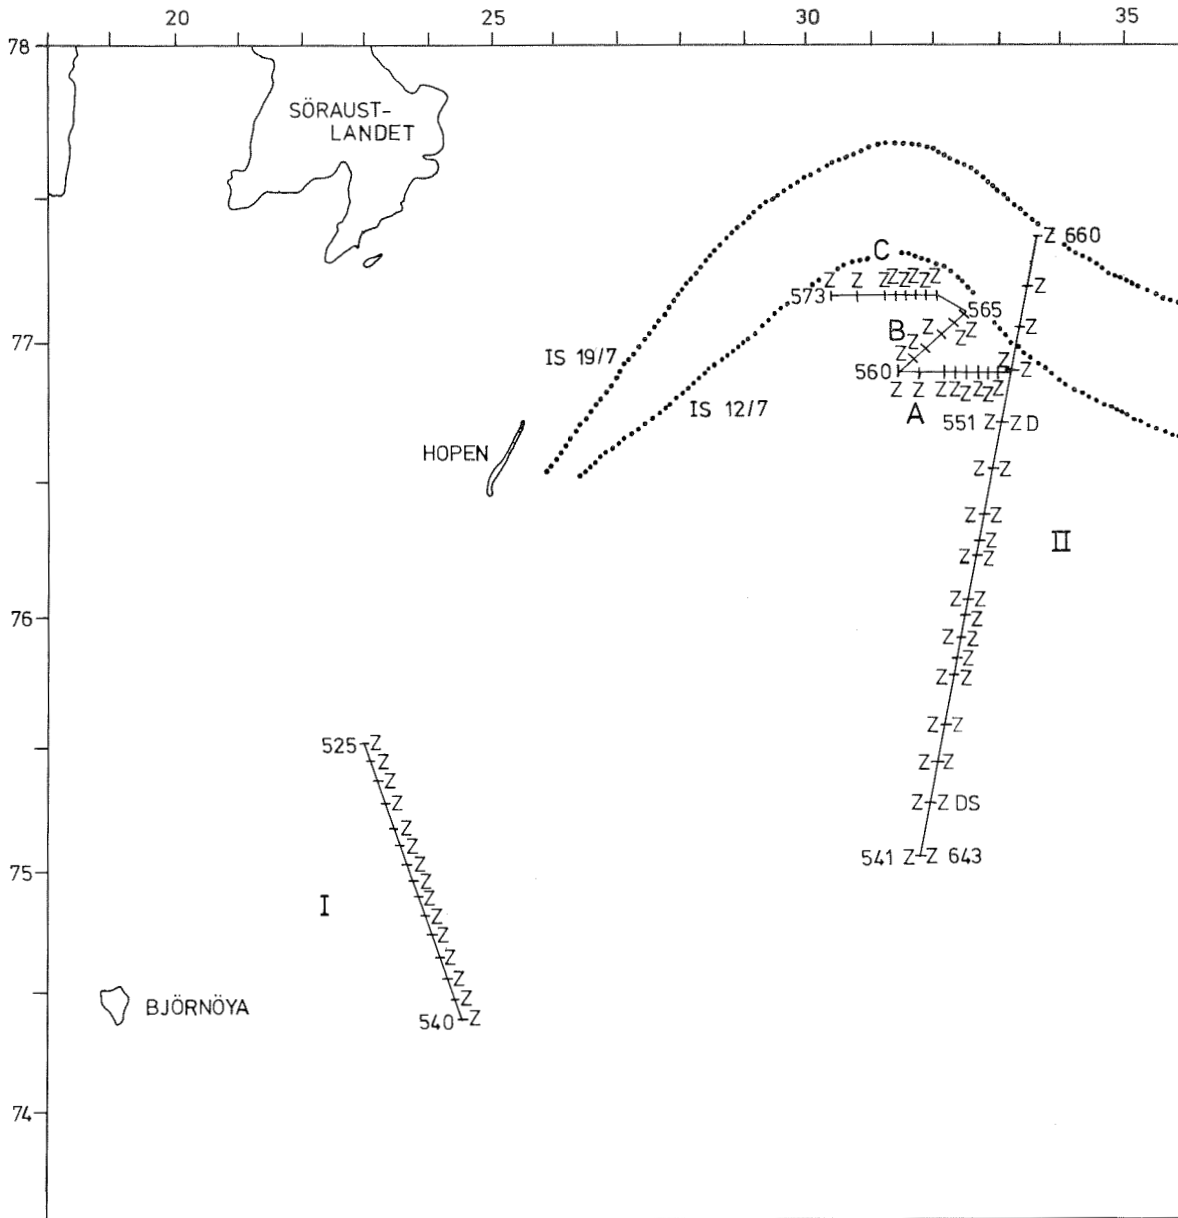 20 25 30 35
78
SÖRAUST-
LANDET
C
Z 660
Z Z Z Z Z Z Z Z
573
Z
565
77
B
Z Z Z Z Z Z
Z
IS 19/7
560
Z Z
Z Z Z Z Z Z Z
IS 12/7
A
551 Z Z D
HOPEN
Z Z
Z Z
II
Z
Z Z
76
Z Z
Z
Z Z
Z
Z Z
Z Z
525 Z
Z
Z Z
Z
Z
Z Z DS
Z
Z
541 Z Z 643
75
Z
Z
I
Z
Z
Z
Z
Z
Z
BJÖRNÖYA
540 Z
74